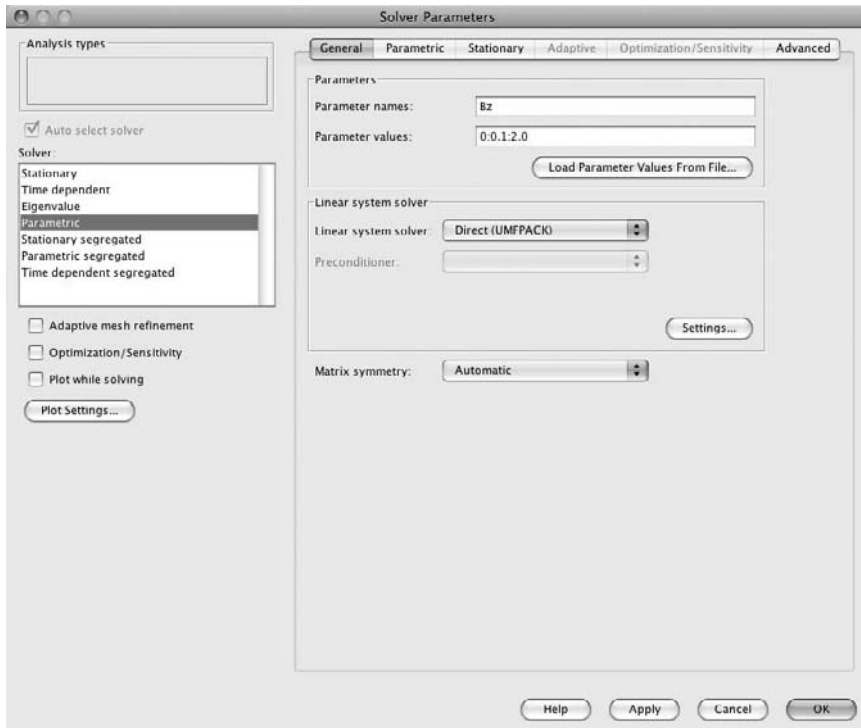 Solver Parameters
Analysis types
Auto select solver
Solver:
Stationary
Time dependent
Eigenvalue
Parametric
Stationary segregated
Parametric segregated
Time dependent segregated
Adaptive mesh refinement
Optimization/Sensitivity
Plot while solving
Plot Settings...
General Parametric Stationary Adaptive Optimization/Sensitivity Advanced
Parameters
Parameter names: Bz
Parameter values: 0:0.1:2.0
Load Parameter Values From File...
Linear system solver
Linear system solver: Direct (UMFPACK)
Preconditioner:
Settings...
Matrix symmetry: Automatic
Help Apply Cancel OK